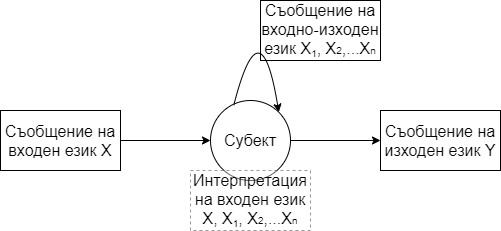 Съобщение на
входно-изходен
език X₁, X₂,...Xₙ
Съобщение на
входен език X
Субект
Съобщение на
изходен език Y
Интерпретация
на входен език
X, X₁, X₂,...Xₙ